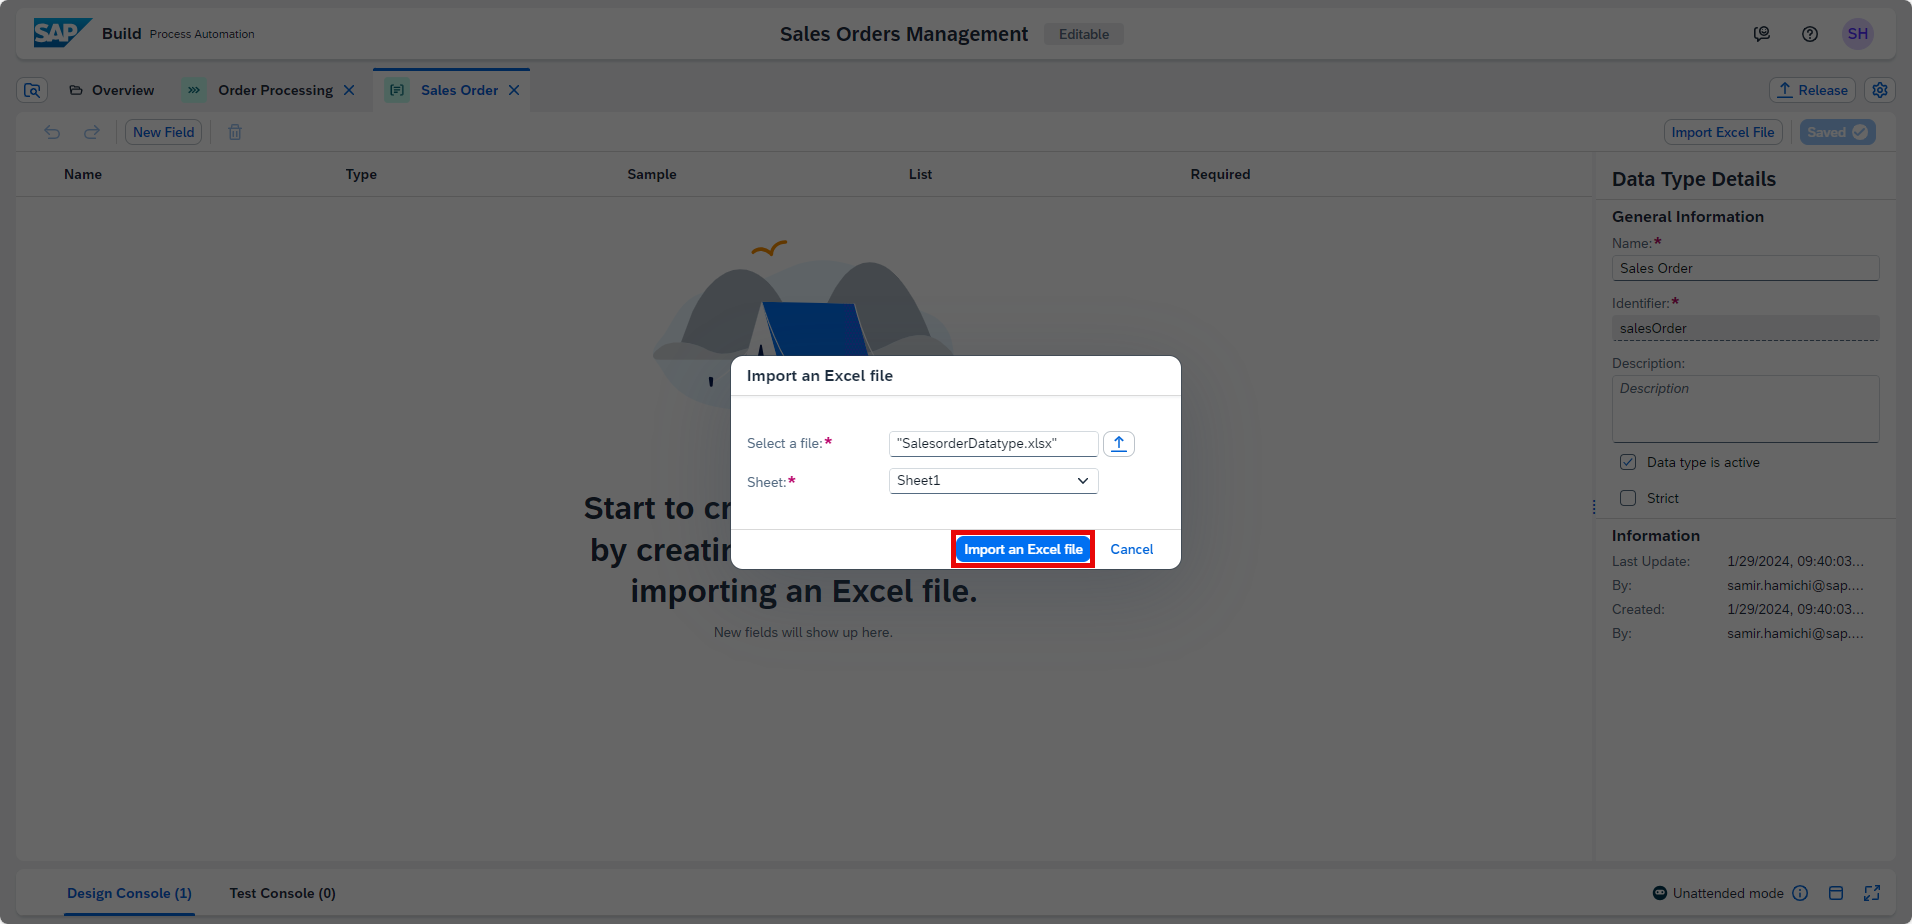 SAP Build Process Automation
Sales Orders Management Editable
SH
Overview Order Processing Sales Order
Release
New Field
Import Excel File Saved
Name Type Sample List Required
Data Type Details
General Information
Name:*
Sales Order
Identifier:*
salesOrder
Description:
Description
Data type is active
Strict
Information
Last Update: 1/29/2024, 09:40:03...
By: samir.hamichi@sap....
Created: 1/29/2024, 09:40:03...
By: samir.hamichi@sap....
Import an Excel file
Select a file:* "SalesorderDatatype.xlsx"
Sheet:* Sheet1
Import an Excel file Cancel
Start to
by
importing an Excel file.
New fields will show up here.
Design Console (1) Test Console (0)
Unattended mode